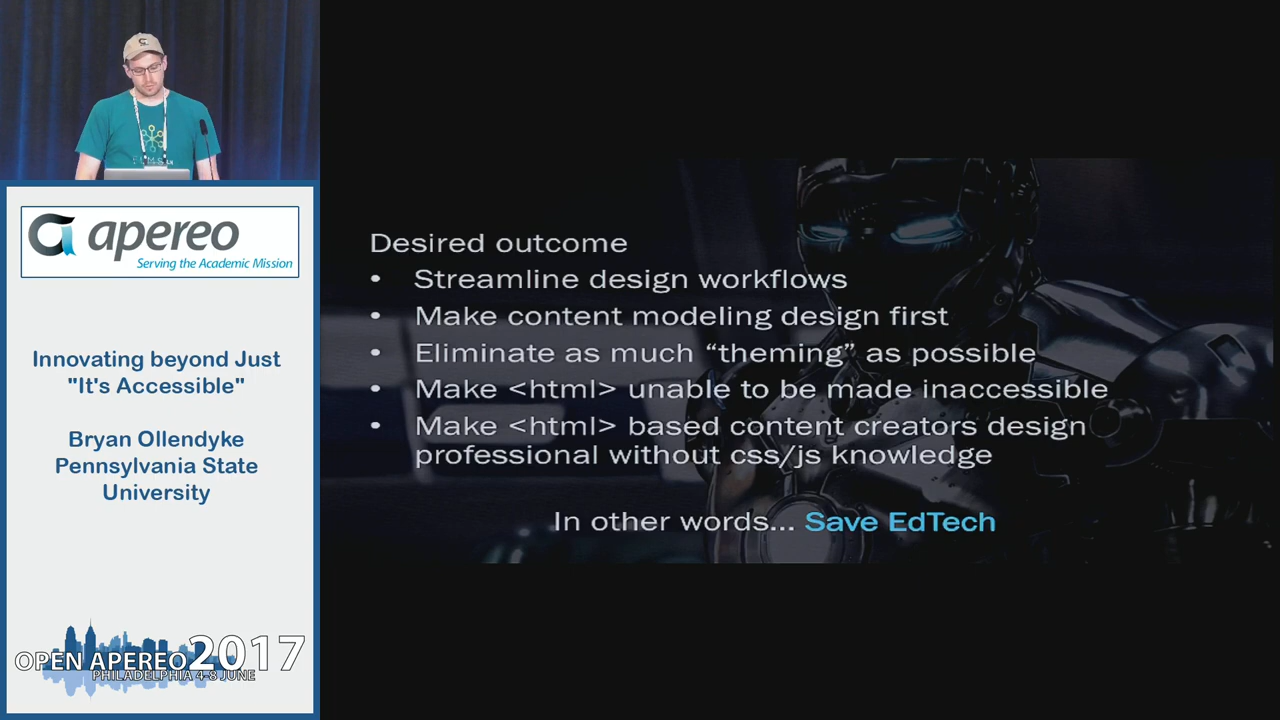 apereo
Serving the Academic Mission
Innovating beyond Just
"It's Accessible"
Bryan Ollendyke
Pennsylvania State
University
OPEN APEREO 2017
PHILADELPHIA 4-8 JUNE
Desired outcome
• Streamline design workflows
• Make content modeling design first
• Eliminate as much “theming” as possible
• Make <html> unable to be made inaccessible
• Make <html> based content creators design
professional without css/js knowledge
In other words... Save EdTech